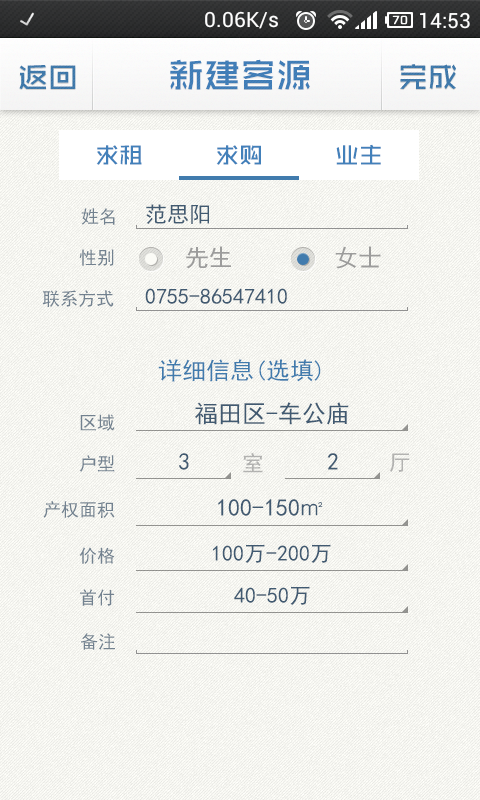 0.06K/s 70 14:53
返回 新建客源 完成
求租 求购 业主
姓名 范思阳
性别 先生 女士
联系方式 0755-86547410
详细信息(选填)
区域 福田区-车公庙
户型 3 室 2 厅
产权面积 100-150㎡
价格 100万-200万
首付 40-50万
备注